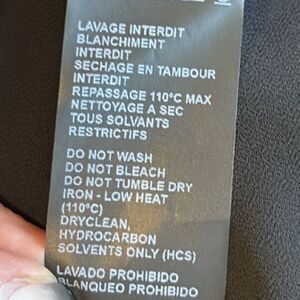 LAVAGE INTERDIT
BLANCHIMENT
INTERDIT
SECHAGE EN TAMBOUR
INTERDIT
REPASSAGE 110°C MAX
NETTOYAGE A SEC
TOUS SOLVANTS
RESTRICTIFS
DO NOT WASH
DO NOT BLEACH
DO NOT TUMBLE DRY
IRON - LOW HEAT
(110°C)
DRYCLEAN,
HYDROCARBON
SOLVENTS ONLY (HCS)
LAVADO PROHIBIDO
BLANQUEO PROHIBIDO